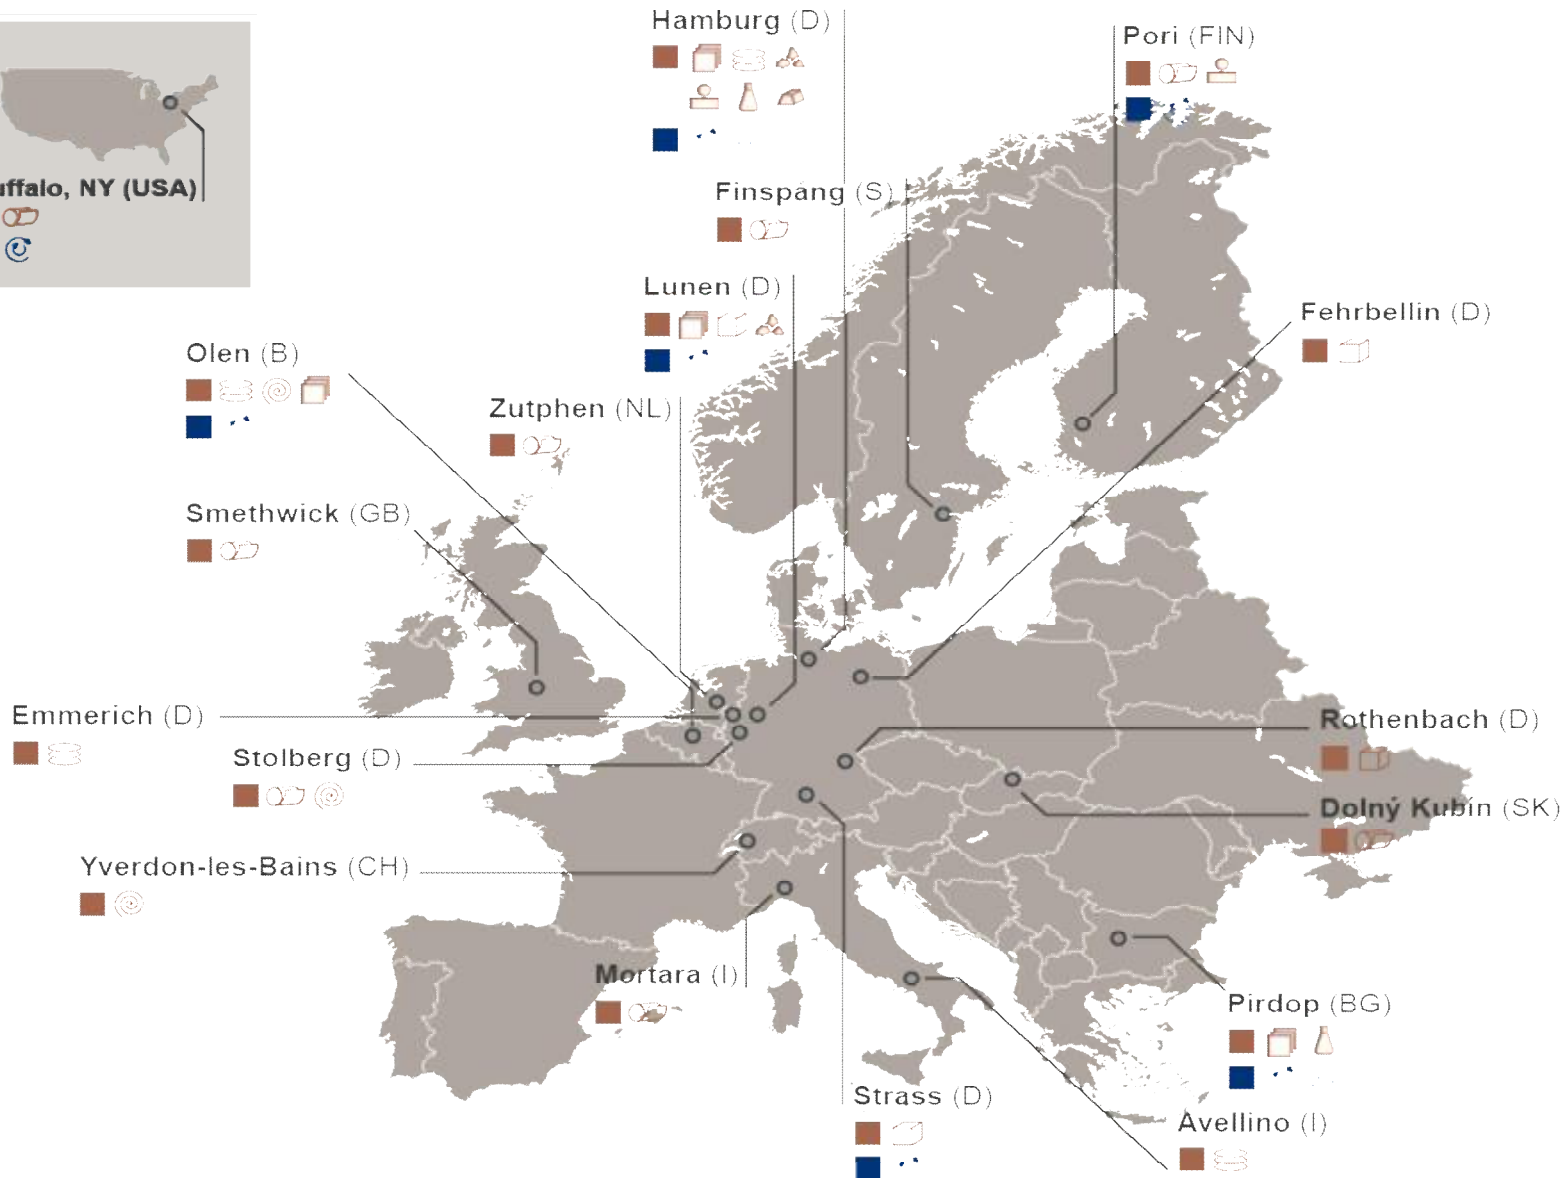 Hamburg (D)
Pori (FIN)
uffalo, NY (USA)
Finspång (S)
Lunen (D)
Fehrbellin (D)
Olen (B)
Zutphen (NL)
Smethwick (GB)
Emmerich (D)
Rothenbach (D)
Stolberg (D)
Dolný Kubín (SK)
Yverdon-les-Bains (CH)
Mortara (I)
Pirdop (BG)
Strass (D)
Avellino (I)